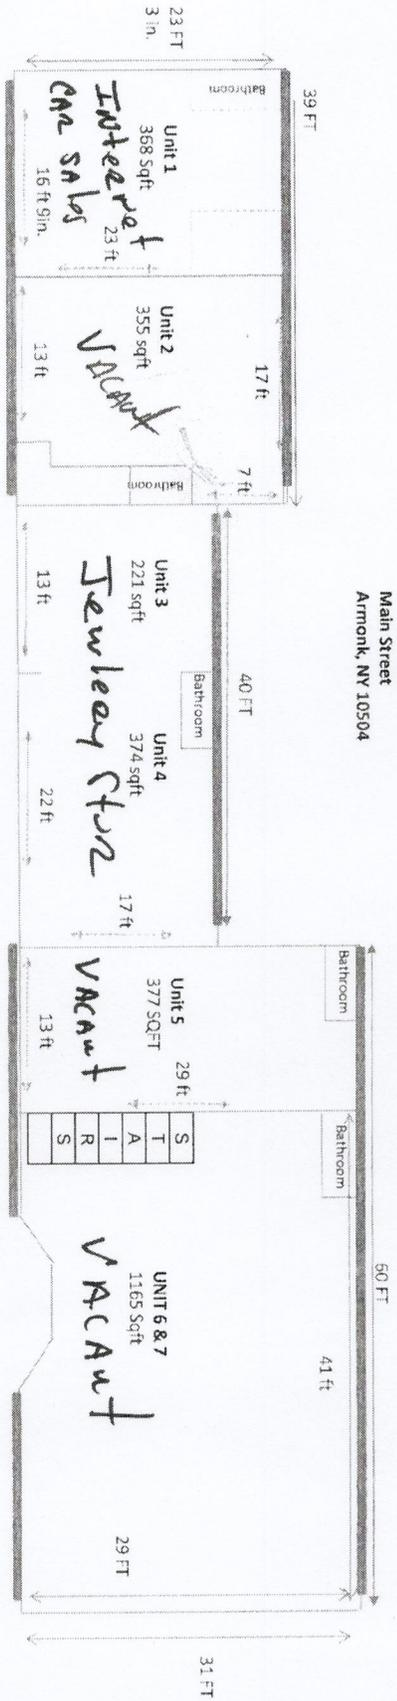 Main Street
Armonk, NY 10504
23 FT
3 in.
39 FT
Bathroom
Unit 1
368 Sqft
Internet
CAR SAles
23 ft
16 ft 9in.
17 ft
Unit 2
355 sqft
VACAnt
13 ft
7 ft
Bathroom
40 FT
Unit 3
221 sqft
13 ft
Bathroom
Unit 4
374 sqft
Jewleey Store
22 ft
17 ft
60 FT
Bathroom
Unit 5
377 SQFT
29 ft
VACAnt
13 ft
Bathroom
S
T
A
I
R
S
41 ft
UNIT 6 & 7
1165 Sqft
VACAnt
29 FT
31 FT